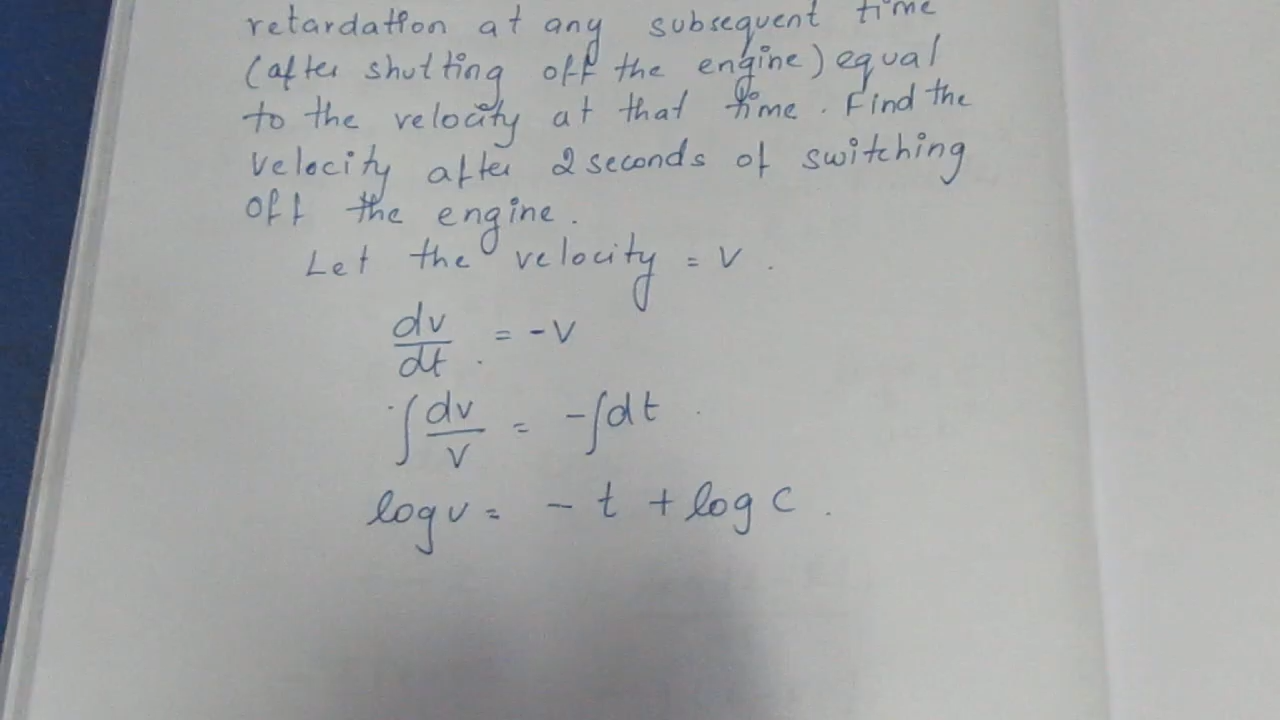 retardation at any subsequent time
(after shutting off the engine) equal
to the velocity at that time. Find the
velocity after 2 seconds of switching
off the engine.
Let the velocity = v.
dv/dt = -v
∫ dv/v = -∫dt
log v = - t + log c.